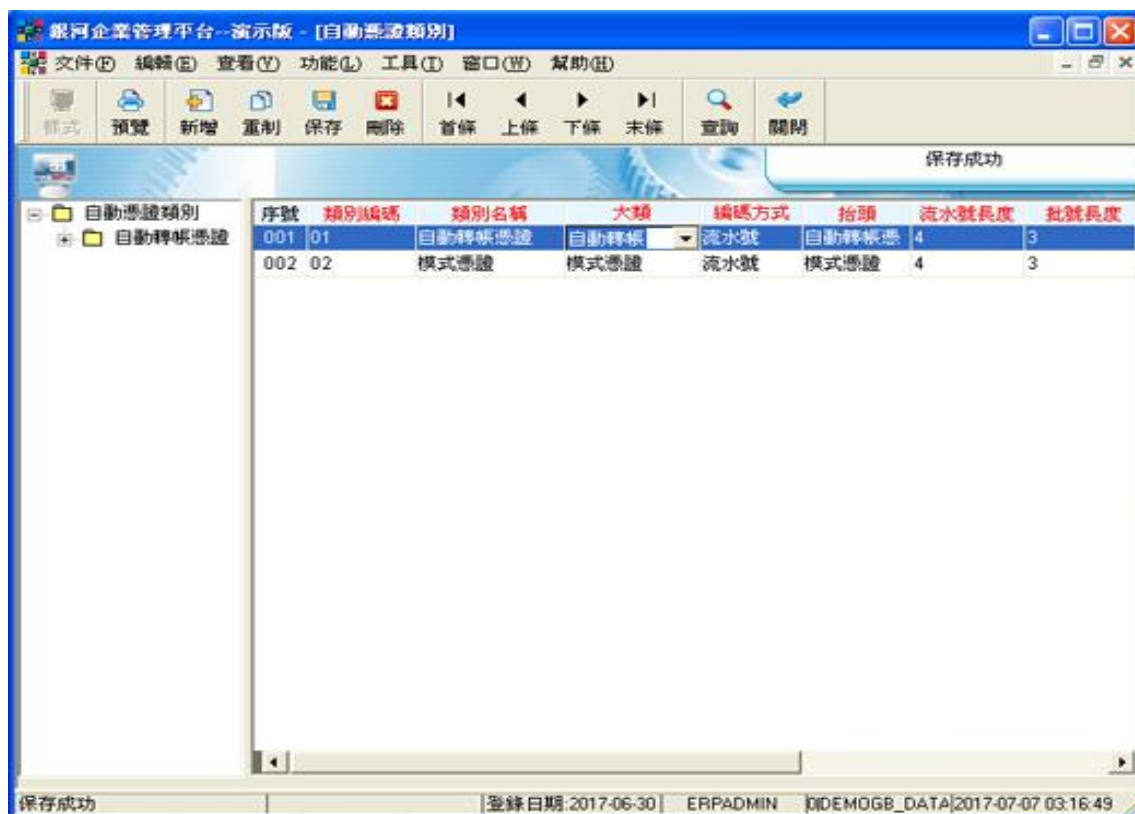 銀河企業管理平台--演示版 - [自動憑證類別]
文件(F) 編輯(E) 查看(V) 功能(L) 工具(T) 窗口(W) 幫助(H)
樣式 預覽 新增 重制 保存 刪除 首條 上條 下條 末條 查詢 關閉
保存成功
自動憑證類別
自動轉帳憑證
序號 類別編碼 類別名稱 大類 編碼方式 抬頭 流水號長度 批號長度
001 01 自動轉帳憑證 自動轉帳 流水號 自動轉帳憑 4 3
002 02 模式憑證 模式憑證 流水號 模式憑證 4 3
保存成功 登錄日期:2017-06-30 ERPADMIN 0|DEMOGB_DATA|2017-07-07 03:16:49